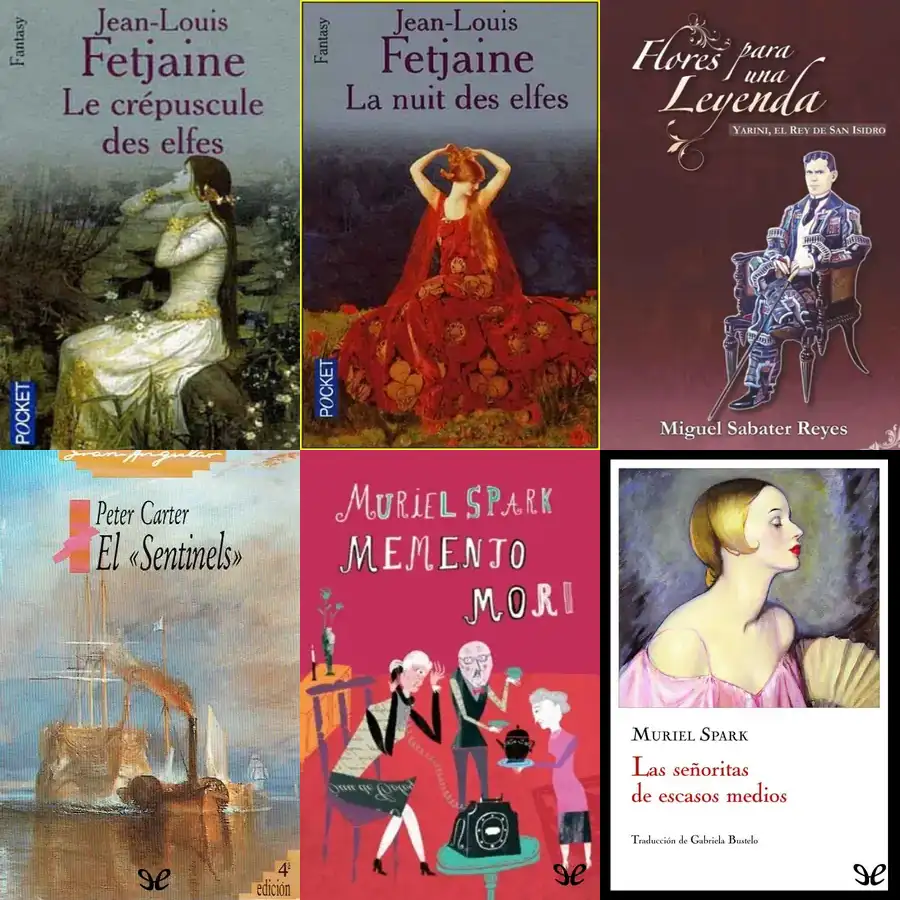 Fantasy
Jean-Louis
Fetjaine
Le crépuscule
des elfes
POCKET
Fantasy
Jean-Louis
Fetjaine
La nuit des elfes
POCKET
Flores para
una
Leyenda
YARINI, EL REY DE SAN ISIDRO
Miguel Sabater Reyes
Gran Angular
Peter Carter
El «Sentinels»
4ª
edición
MURIEL SPARK
MEMENTO
MORI
MURIEL SPARK
Las señoritas
de escasos medios
Traducción de Gabriela Bustelo